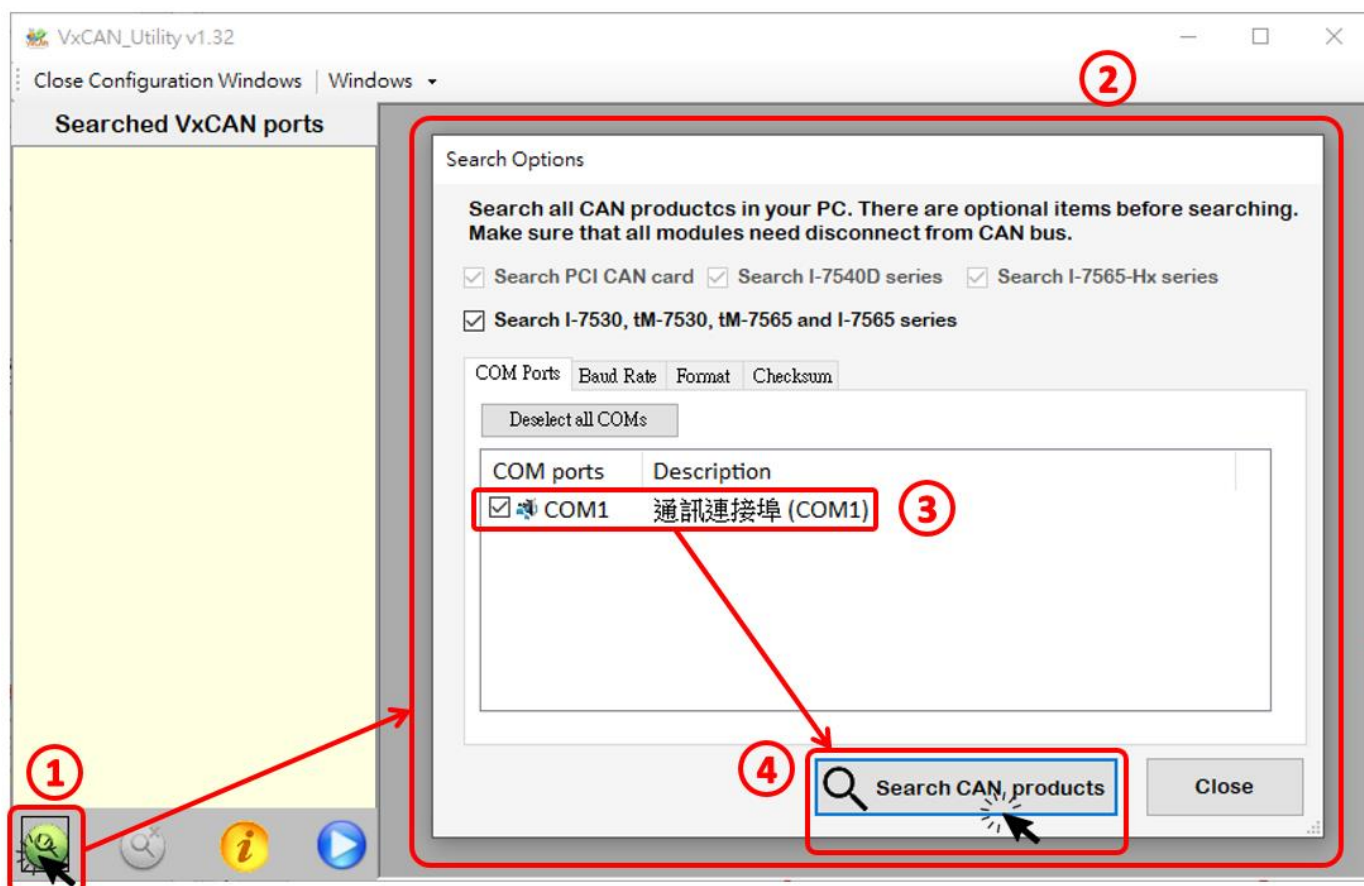 VxCAN_Utility v1.32
Close Configuration Windows | Windows
②
Searched VxCAN ports
Search Options
Search all CAN productcs in your PC. There are optional items before searching.
Make sure that all modules need disconnect from CAN bus.
Search PCI CAN card Search I-7540D series Search I-7565-Hx series
Search I-7530, tM-7530, tM-7565 and I-7565 series
COM Ports Baud Rate Format Checksum
Deselect all COMs
COM ports Description
COM1 通訊連接埠 (COM1)
③
①
④
Search CAN products
Close